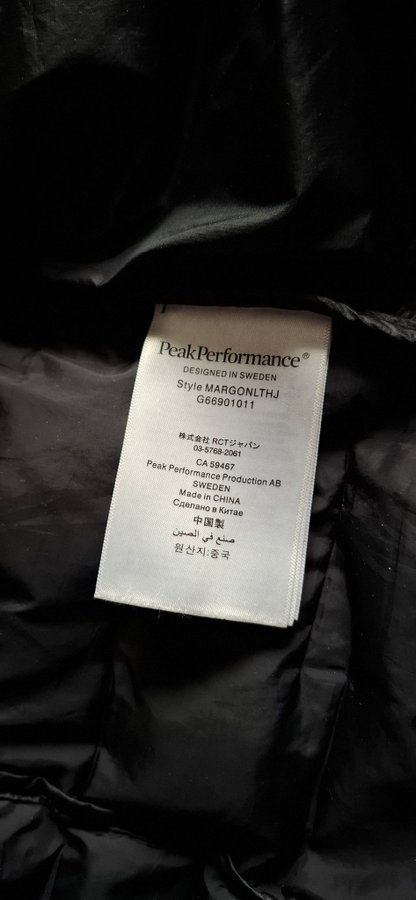 PeakPerformance®
DESIGNED IN SWEDEN
Style MARGONLTHJ
G66901011
株式会社 RCTジャパン
03-5768-2061
CA 59467
Peak Performance Production AB
SWEDEN
Made in CHINA
Сделано в Китае
中国製
صنع في الصين
원산지:중국